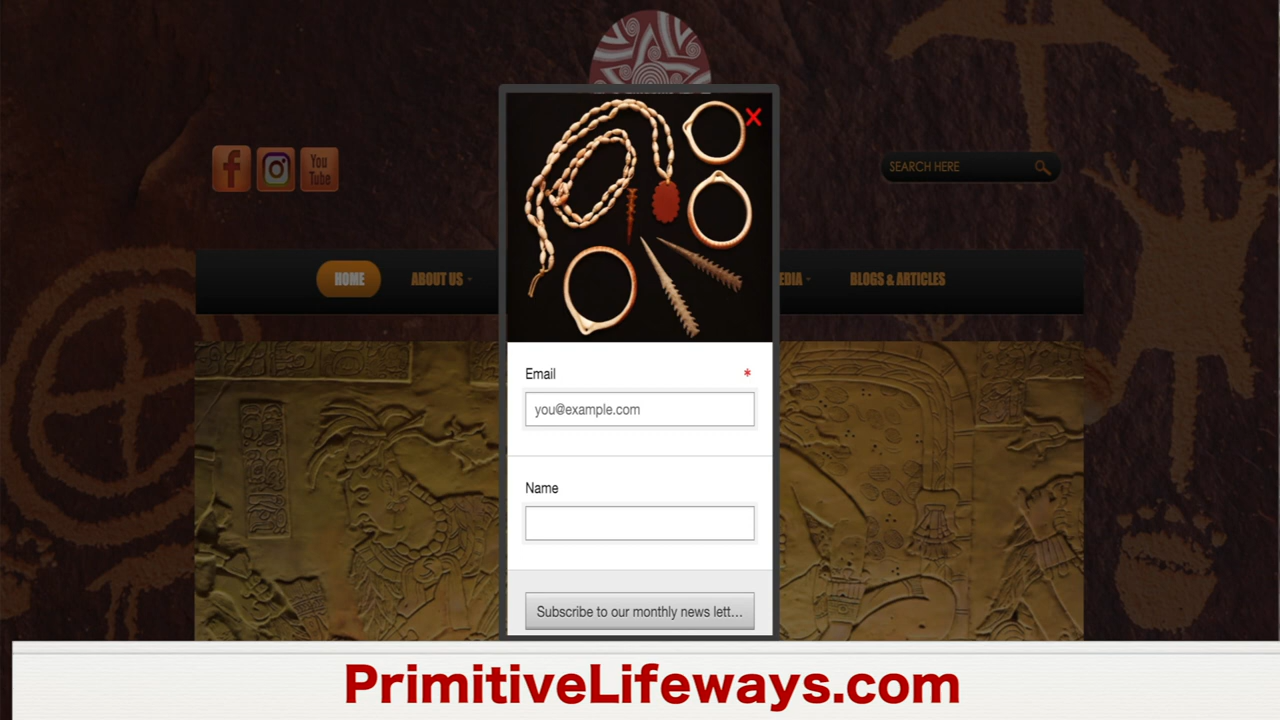 You
Tube
SEARCH HERE
HOME
ABOUT US
EDIA
BLOGS & ARTICLES
Email *
you@example.com
Name
Subscribe to our monthly news lett...
PrimitiveLifeways.com